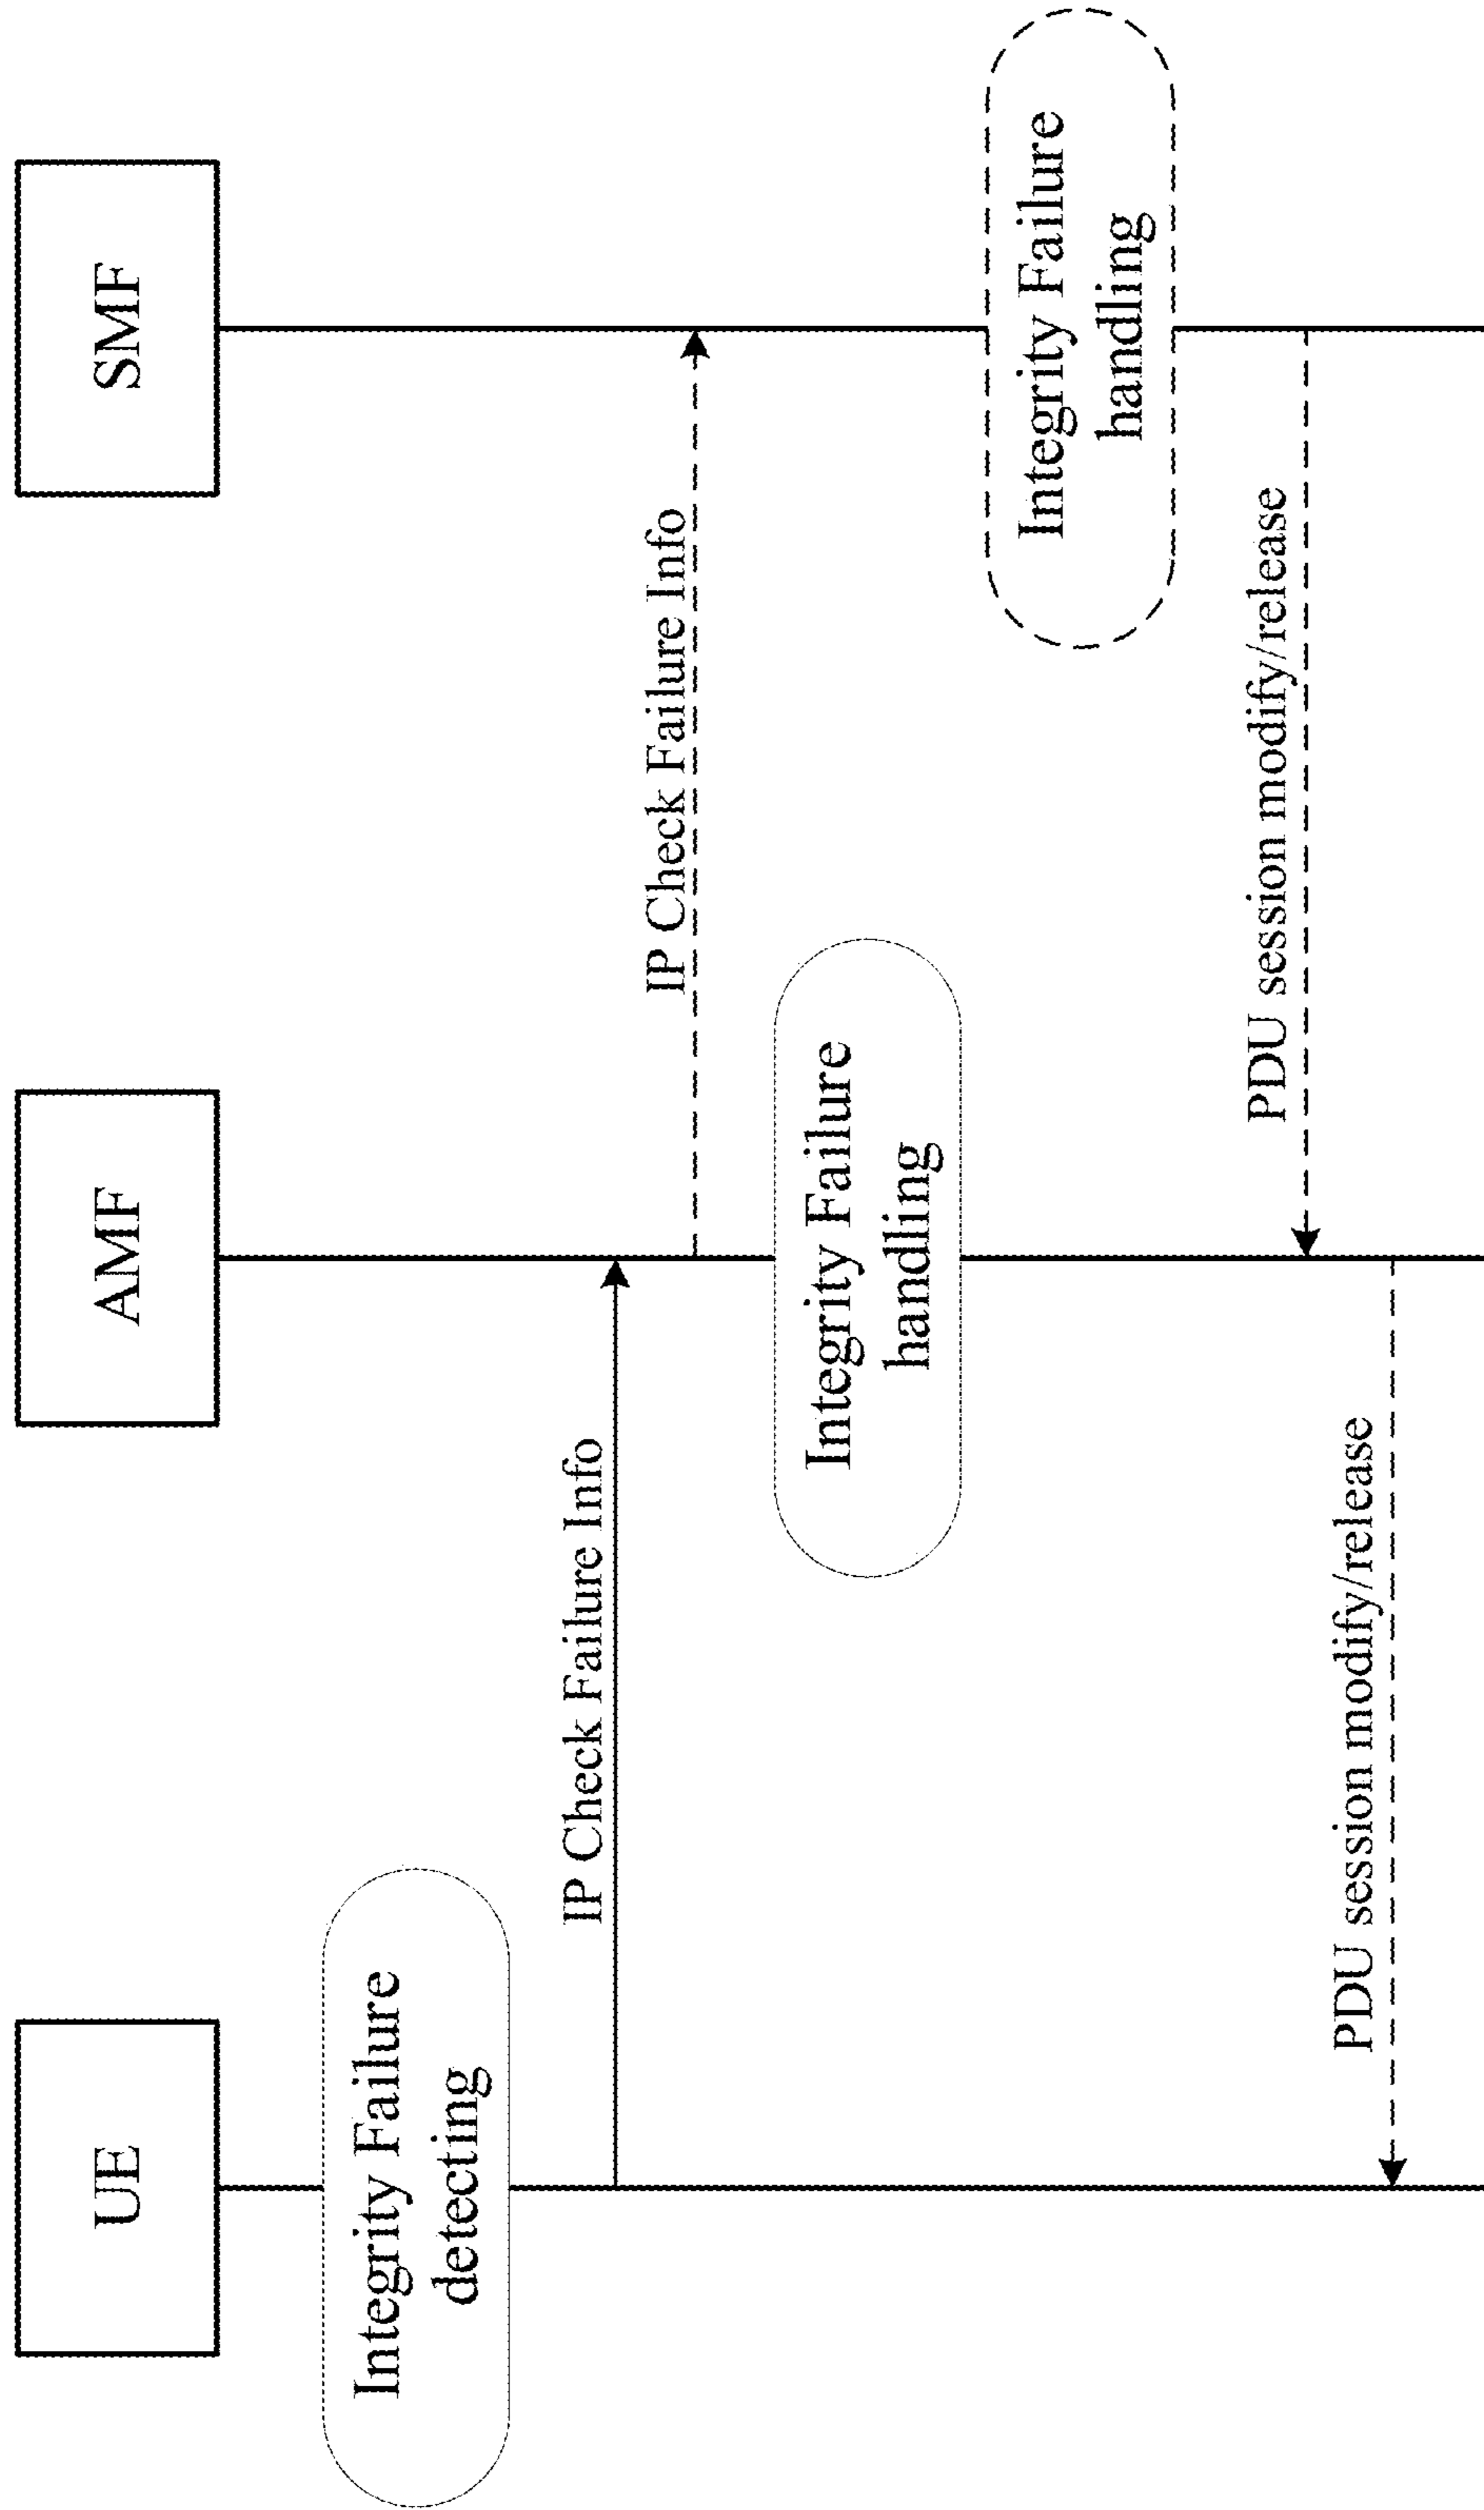 UE
AMF
SMF
Integrity Failure
detecting
IP Check Failure Info
IP Check Failure Info
Integrity Failure
handling
Integrity Failure
handling
PDU session modify/release
PDU session modify/release